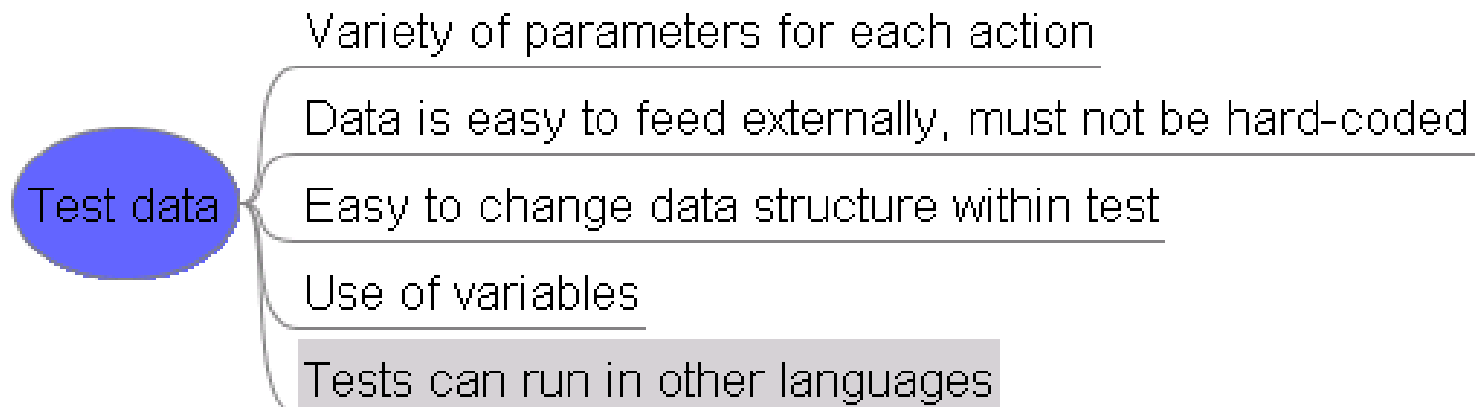 Variety of parameters for each action
Data is easy to feed externally, must not be hard-coded
Test data
Easy to change data structure within test
Use of variables
Tests can run in other languages